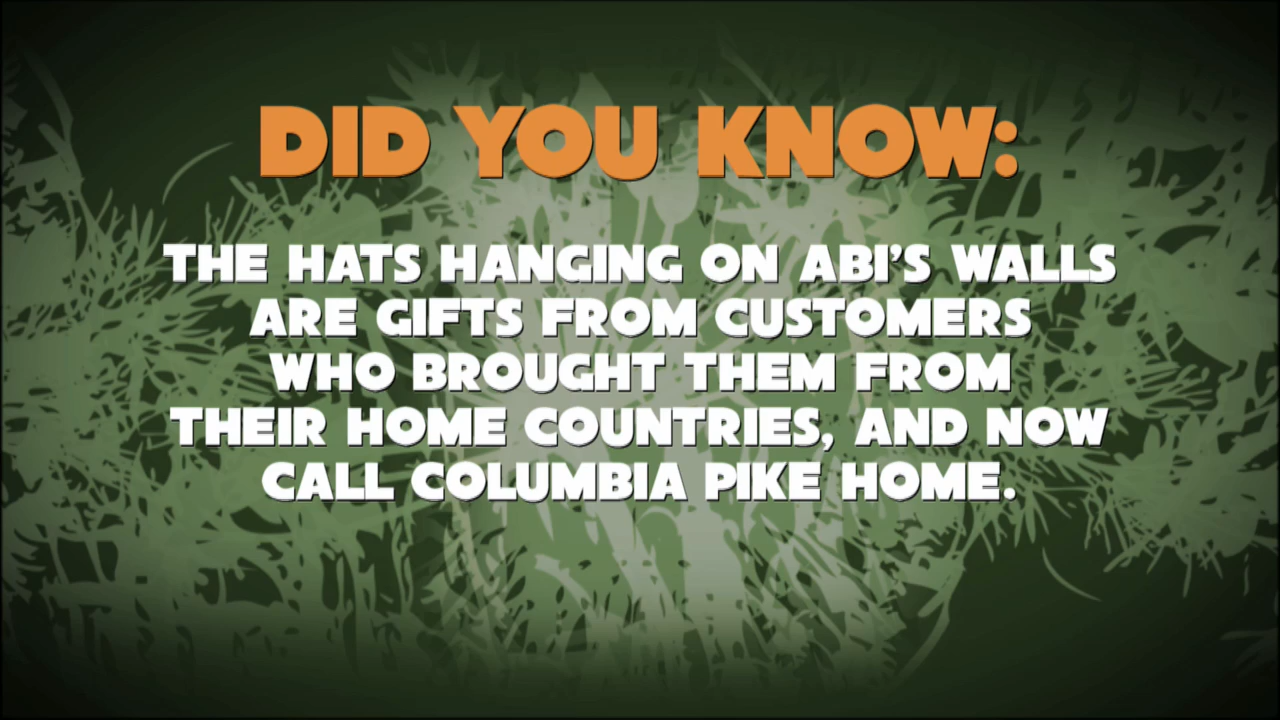 DID YOU KNOW:
THE HATS HANGING ON ABI'S WALLS
ARE GIFTS FROM CUSTOMERS
WHO BROUGHT THEM FROM
THEIR HOME COUNTRIES, AND NOW
CALL COLUMBIA PIKE HOME.